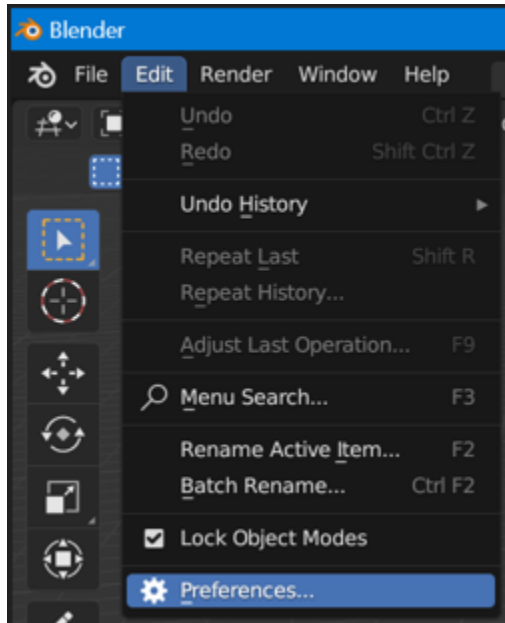 Blender
File Edit Render Window Help
Undo Ctrl Z
Redo Shift Ctrl Z
Undo History
Repeat Last Shift R
Repeat History...
Adjust Last Operation... F9
Menu Search... F3
Rename Active Item... F2
Batch Rename... Ctrl F2
Lock Object Modes
Preferences...